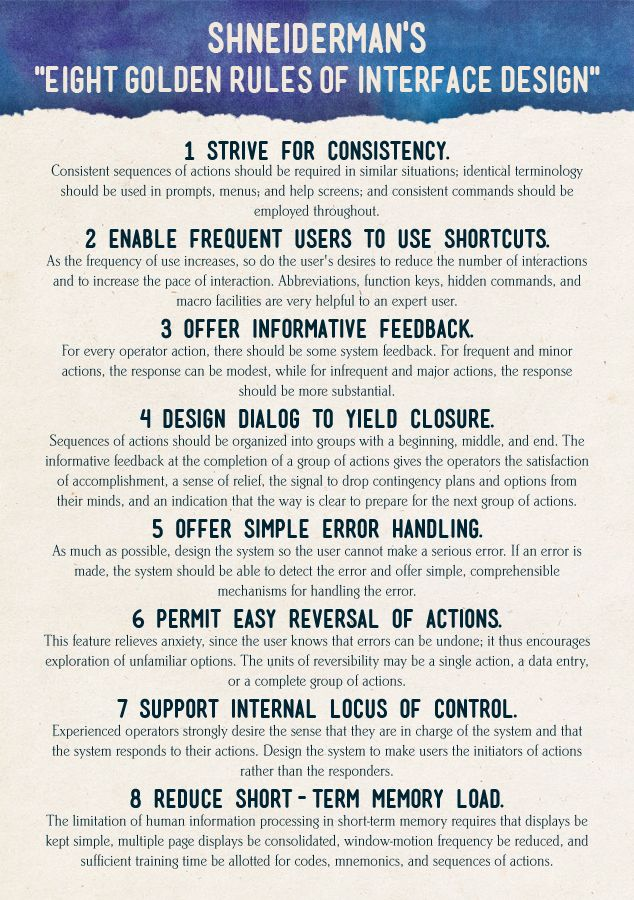 SHNEIDERMAN'S
"EIGHT GOLDEN RULES OF INTERFACE DESIGN"
1 STRIVE FOR CONSISTENCY.
Consistent sequences of actions should be required in similar situations; identical terminology
should be used in prompts, menus; and help screens; and consistent commands should be
employed throughout.
2 ENABLE FREQUENT USERS TO USE SHORTCUTS.
As the frequency of use increases, so do the user's desires to reduce the number of interactions
and to increase the pace of interaction. Abbreviations, function keys, hidden commands, and
macro facilities are very helpful to an expert user.
3 OFFER INFORMATIVE FEEDBACK.
For every operator action, there should be some system feedback. For frequent and minor
actions, the response can be modest, while for infrequent and major actions, the response
should be more substantial.
4 DESIGN DIALOG TO YIELD CLOSURE.
Sequences of actions should be organized into groups with a beginning, middle, and end. The
informative feedback at the completion of a group of actions gives the operators the satisfaction
of accomplishment, a sense of relief, the signal to drop contingency plans and options from
their minds, and an indication that the way is clear to prepare for the next group of actions.
5 OFFER SIMPLE ERROR HANDLING.
As much as possible, design the system so the user cannot make a serious error. If an error is
made, the system should be able to detect the error and offer simple, comprehensible
mechanisms for handling the error.
6 PERMIT EASY REVERSAL OF ACTIONS.
This feature relieves anxiety, since the user knows that errors can be undone; it thus encourages
exploration of unfamiliar options. The units of reversibility may be a single action, a data entry,
or a complete group of actions.
7 SUPPORT INTERNAL LOCUS OF CONTROL.
Experienced operators strongly desire the sense that they are in charge of the system and that
the system responds to their actions. Design the system to make users the initiators of actions
rather than the responders.
8 REDUCE SHORT-TERM MEMORY LOAD.
The limitation of human information processing in short-term memory requires that displays be
kept simple, multiple page displays be consolidated, window-motion frequency be reduced, and
sufficient training time be allotted for codes, mnemonics, and sequences of actions.